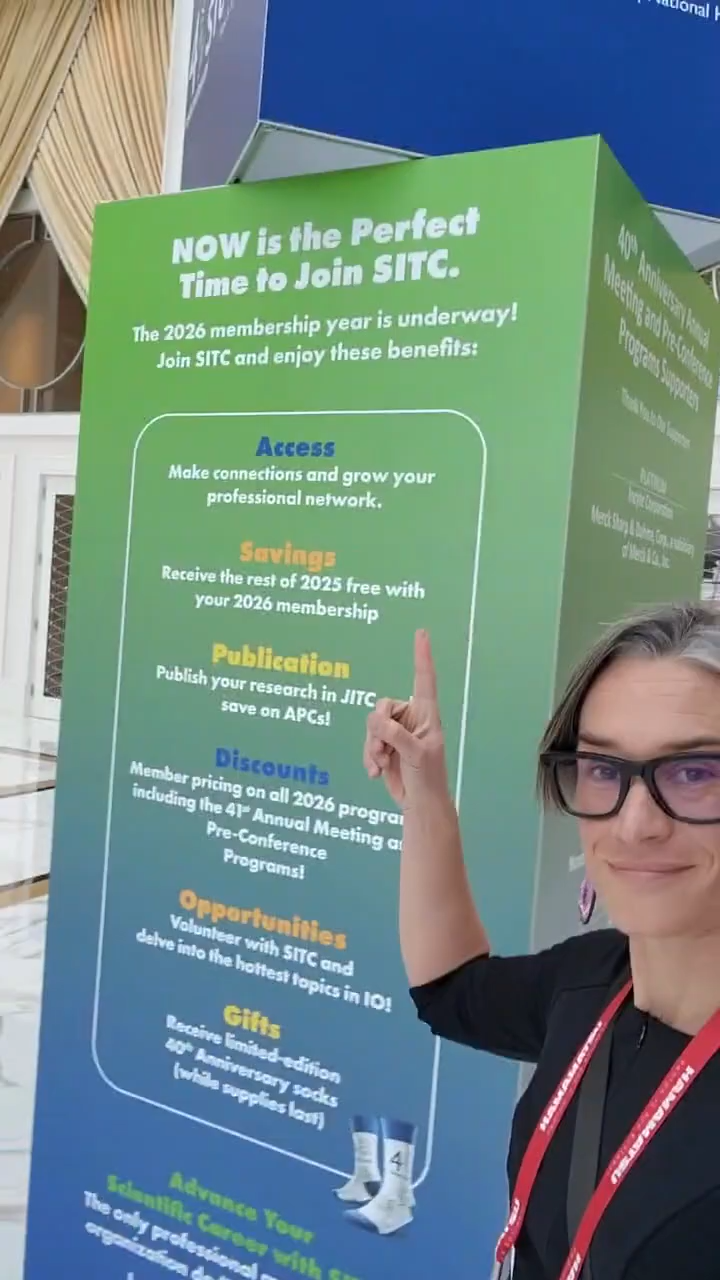 National H
NOW is the Perfect
Time to Join SITC.
The 2026 membership year is underway!
Join SITC and enjoy these benefits:
Access
Make connections and grow your
professional network.
Savings
Receive the rest of 2025 free with
your 2026 membership
Publication
Publish your research in JITC
save on APCs!
Discounts
Member pricing on all 2026 progra
including the 41st Annual Meeting a
Pre-Conference
Programs!
Opportunities
Volunteer with SITC and
delve into the hottest topics in IO!
Gifts
Receive limited-edition
40th Anniversary socks
(while supplies last)
4
Advance Your
Scientific Career with S
The only professional
organization de
40th Anniversary Annual
Meeting and Pre-Conference
Programs Supporters
Thank You to Our Supporters
PLATINUM
Incyte Corporation
Merck Sharp & Dohme, Corp., a subsidiary
of Merck & Co., Inc.
HAMAMATSU
HAMAMATSU